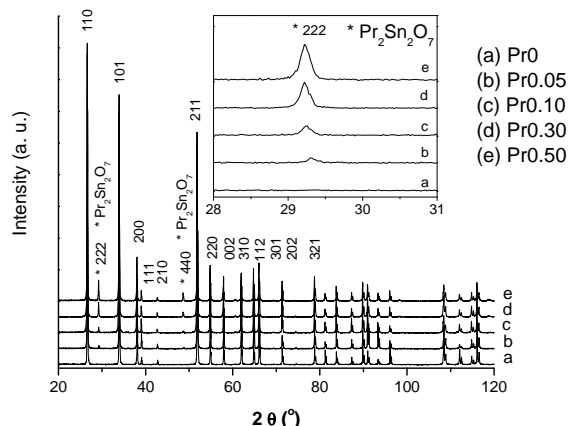 Intensity (a. u.)
110
* 222 * Pr₂Sn₂O₇
101
200
111
210
* 440 * Pr₂Sn₂O₇
211
220
002
310
112
301
202
321
e
d
c
b
a
20 40 60 80 100 120
2 θ (°)
* 222 * Pr₂Sn₂O₇
e
d
c
b
a
28 29 30 31
(a) Pr0
(b) Pr0.05
(c) Pr0.10
(d) Pr0.30
(e) Pr0.50